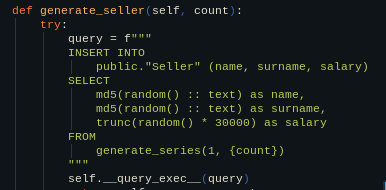 def generate_seller(self, count):
try:
query = f"""
INSERT INTO
public."Seller" (name, surname, salary)
SELECT
md5(random() :: text) as name,
md5(random() :: text) as surname,
trunc(random() * 30000) as salary
FROM
generate_series(1, {count})
"""
self.__query_exec__(query)